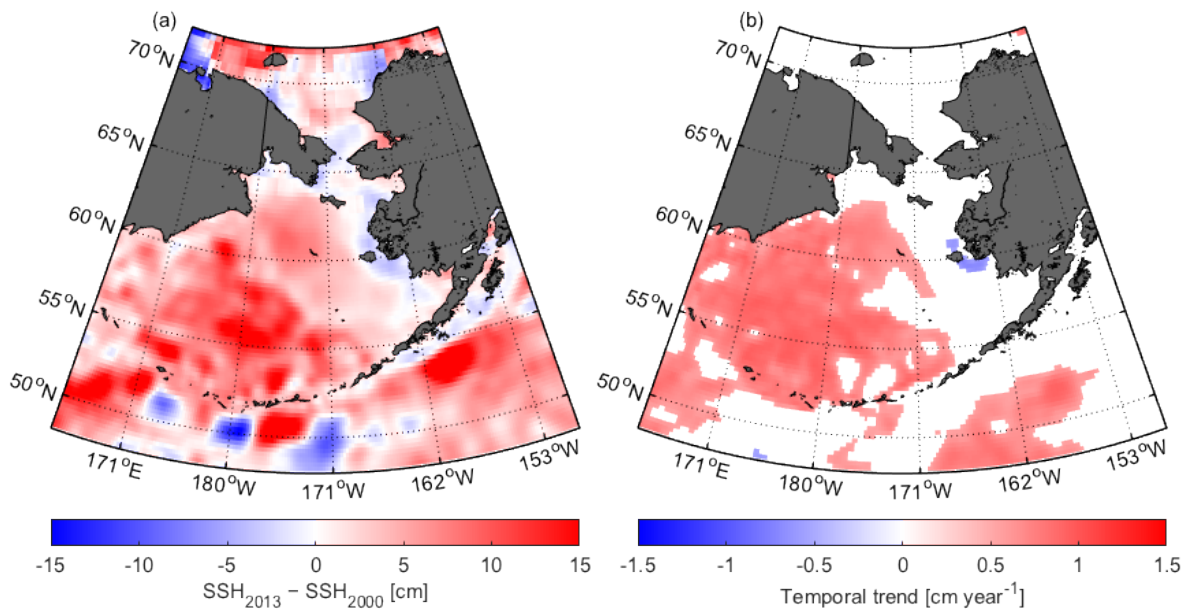 (a)
70°N
65°N
60°N
55°N
50°N
171°E
180°W
171°W
162°W
153°W
-15 -10 -5 0 5 10 15
SSH2013 − SSH2000 [cm]
(b)
70°N
65°N
60°N
55°N
50°N
171°E
180°W
171°W
162°W
153°W
-1.5 -1 -0.5 0 0.5 1 1.5
Temporal trend [cm year-1]